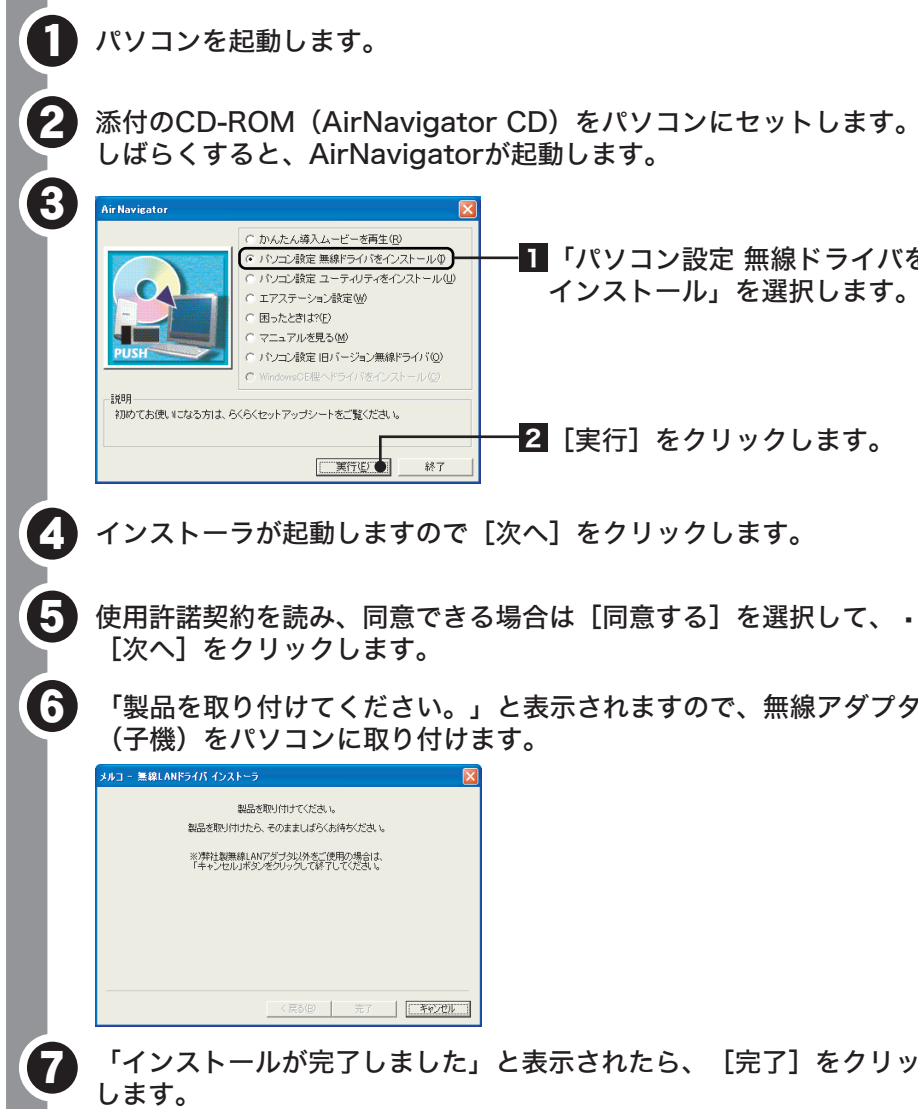 1 パソコンを起動します。
2 添付のCD-ROM（AirNavigator CD）をパソコンにセットします。
しばらくすると、AirNavigatorが起動します。
3
AirNavigator
かんたん導入ムービーを再生(R)
パソコン設定 無線ドライバをインストール(I)
パソコン設定 ユーティリティをインストール(U)
エアステーション設定(W)
困ったときは?(F)
マニュアルを見る(M)
パソコン設定 旧バージョン無線ドライバ(O)
WindowsCE機へドライバをインストール(C)
PUSH
説明
初めてお使いになる方は、らくらくセットアップシートをご覧ください。
実行(E)
終了
1 「パソコン設定 無線ドライバを
インストール」を選択します。
2 ［実行］をクリックします。
4 インストーラが起動しますので［次へ］をクリックします。
5 使用許諾契約を読み、同意できる場合は［同意する］を選択して、
［次へ］をクリックします。
6 「製品を取り付けてください。」と表示されますので、無線アダプタ
（子機）をパソコンに取り付けます。
メルコ - 無線LANドライバ インストーラ
製品を取り付けてください。
製品を取り付けたら、そのまましばらくお待ちください。
※)弊社製無線LANアダプタ以外をご使用の場合は、
「キャンセル」ボタンをクリックして終了してください。
< 戻る(B)
完了
キャンセル
7 「インストールが完了しました」と表示されたら、［完了］をクリッ
します。